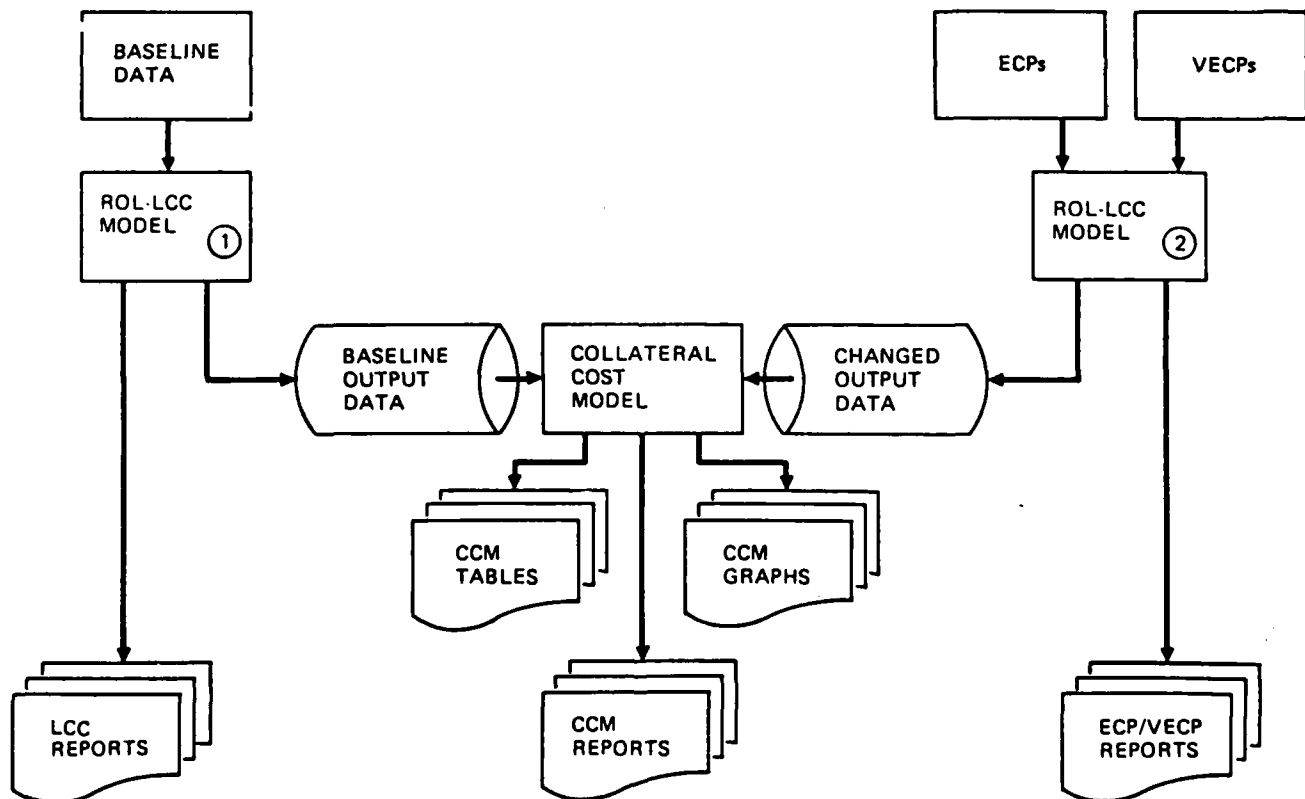 BASELINE
DATA
ECPs
VECPs
ROL-LCC
MODEL
1
ROL-LCC
MODEL
2
BASELINE
OUTPUT
DATA
COLLATERAL
COST
MODEL
CHANGED
OUTPUT
DATA
CCM
TABLES
CCM
GRAPHS
LCC
REPORTS
CCM
REPORTS
ECP/VECP
REPORTS